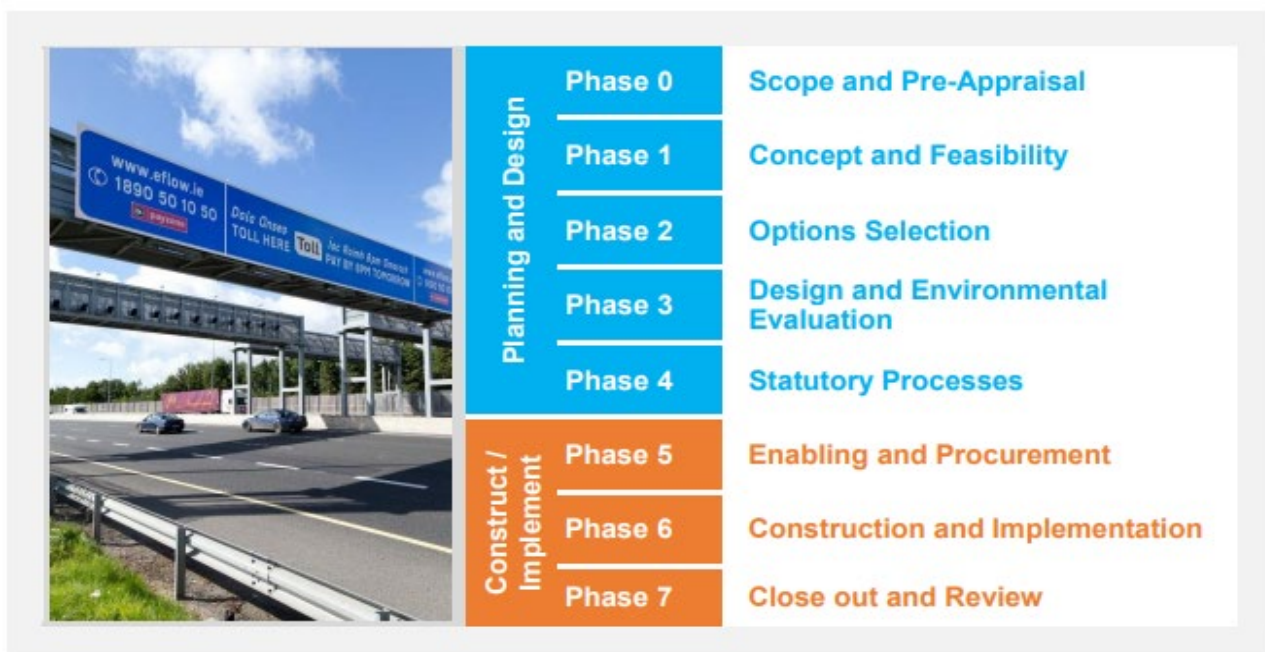 www.eflow.ie
1890 50 10 50
payzone
TOLL HERE
Toll
PAY BY 8PM TOMORROW
Planning and Design
Phase 0
Scope and Pre-Appraisal
Phase 1
Concept and Feasibility
Phase 2
Options Selection
Phase 3
Design and Environmental
Evaluation
Phase 4
Statutory Processes
Construct /
Implement
Phase 5
Enabling and Procurement
Phase 6
Construction and Implementation
Phase 7
Close out and Review